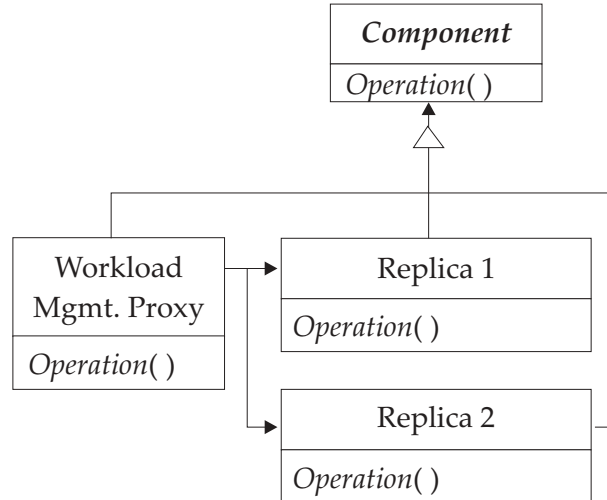 Component
Operation( )
Workload
Mgmt. Proxy
Operation( )
Replica 1
Operation( )
Replica 2
Operation( )